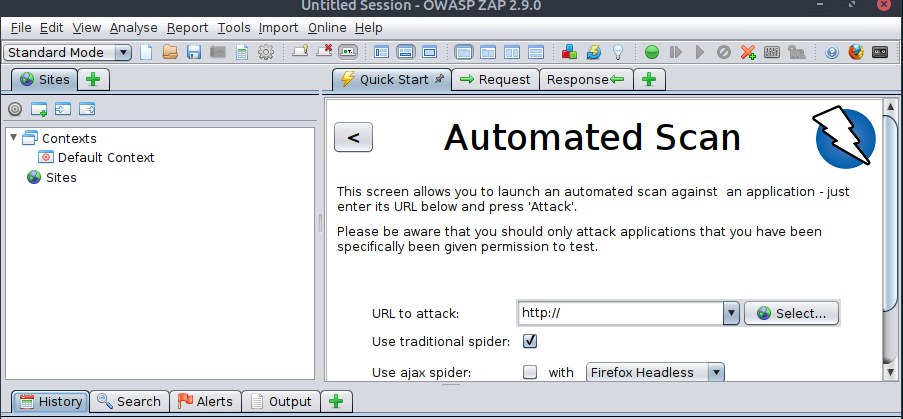 Untitled Session - OWASP ZAP 2.9.0
File Edit View Analyse Report Tools Import Online Help
Standard Mode
Sites
Quick Start
Request
Response
<
Automated Scan
Contexts
Default Context
Sites
This screen allows you to launch an automated scan against  an application - just
enter its URL below and press 'Attack'.
Please be aware that you should only attack applications that you have been
specifically been given permission to test.
URL to attack:
http://
Select...
Use traditional spider:
Use ajax spider:
with
Firefox Headless
History
Search
Alerts
Output